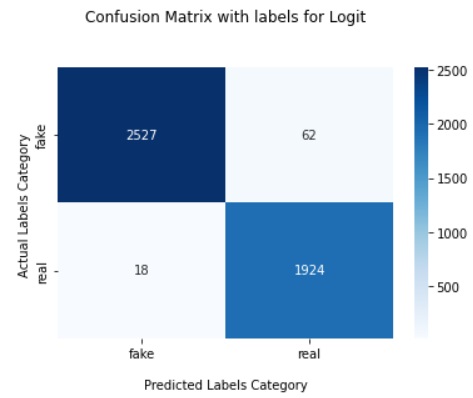 Confusion Matrix with labels for Logit
2500
2000
1500
1000
500
Actual Labels Category
fake
real
2527 62
18 1924
fake real
Predicted Labels Category